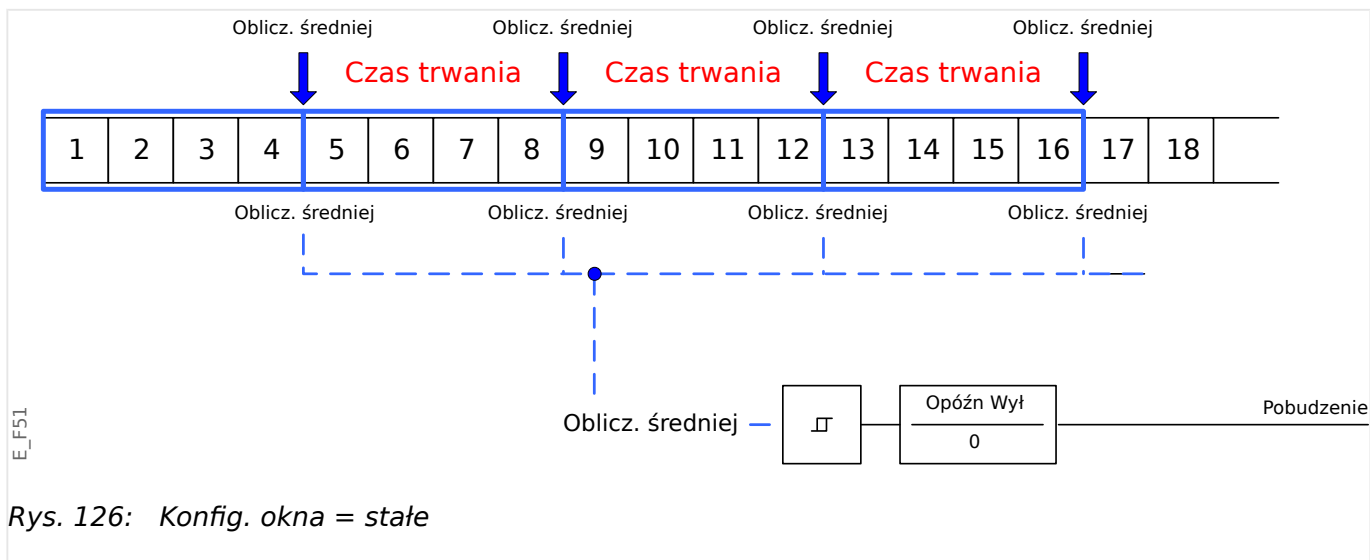 Oblicz. średniej Oblicz. średniej Oblicz. średniej Oblicz. średniej
Czas trwania Czas trwania Czas trwania
1 2 3 4 5 6 7 8 9 10 11 12 13 14 15 16 17 18
Oblicz. średniej Oblicz. średniej Oblicz. średniej Oblicz. średniej
Opóźn Wył
Pobudzenie
Oblicz. średniej
0
E_F51
Rys. 126: Konfig. okna = stałe